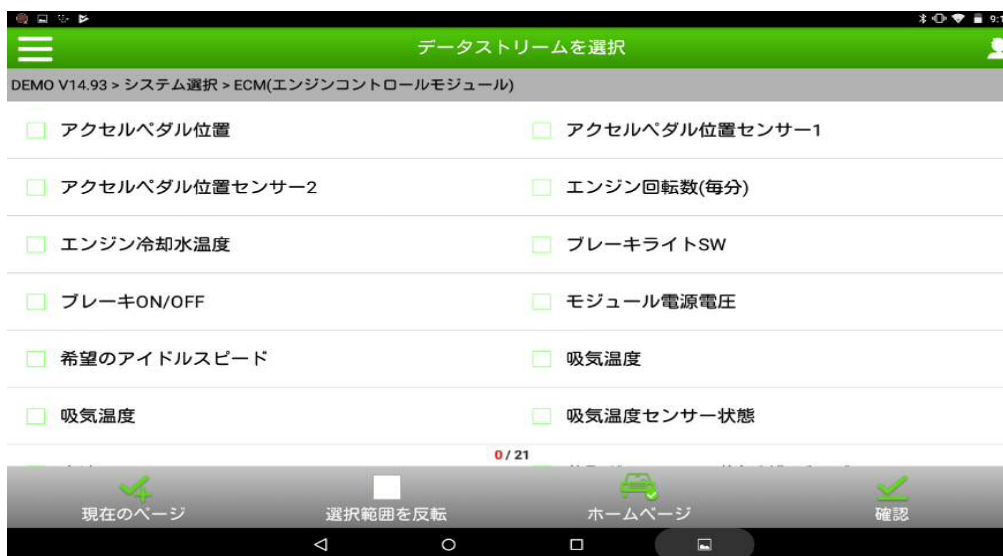 9:1
データストリームを選択
DEMO V14.93 > システム選択 > ECM(エンジンコントロールモジュール)
アクセルペダル位置
アクセルペダル位置センサー1
アクセルペダル位置センサー2
エンジン回転数(毎分)
エンジン冷却水温度
ブレーキライトSW
ブレーキON/OFF
モジュール電源電圧
希望のアイドルスピード
吸気温度
吸気温度
吸気温度センサー状態
0 / 21
現在のページ
選択範囲を反転
ホームページ
確認